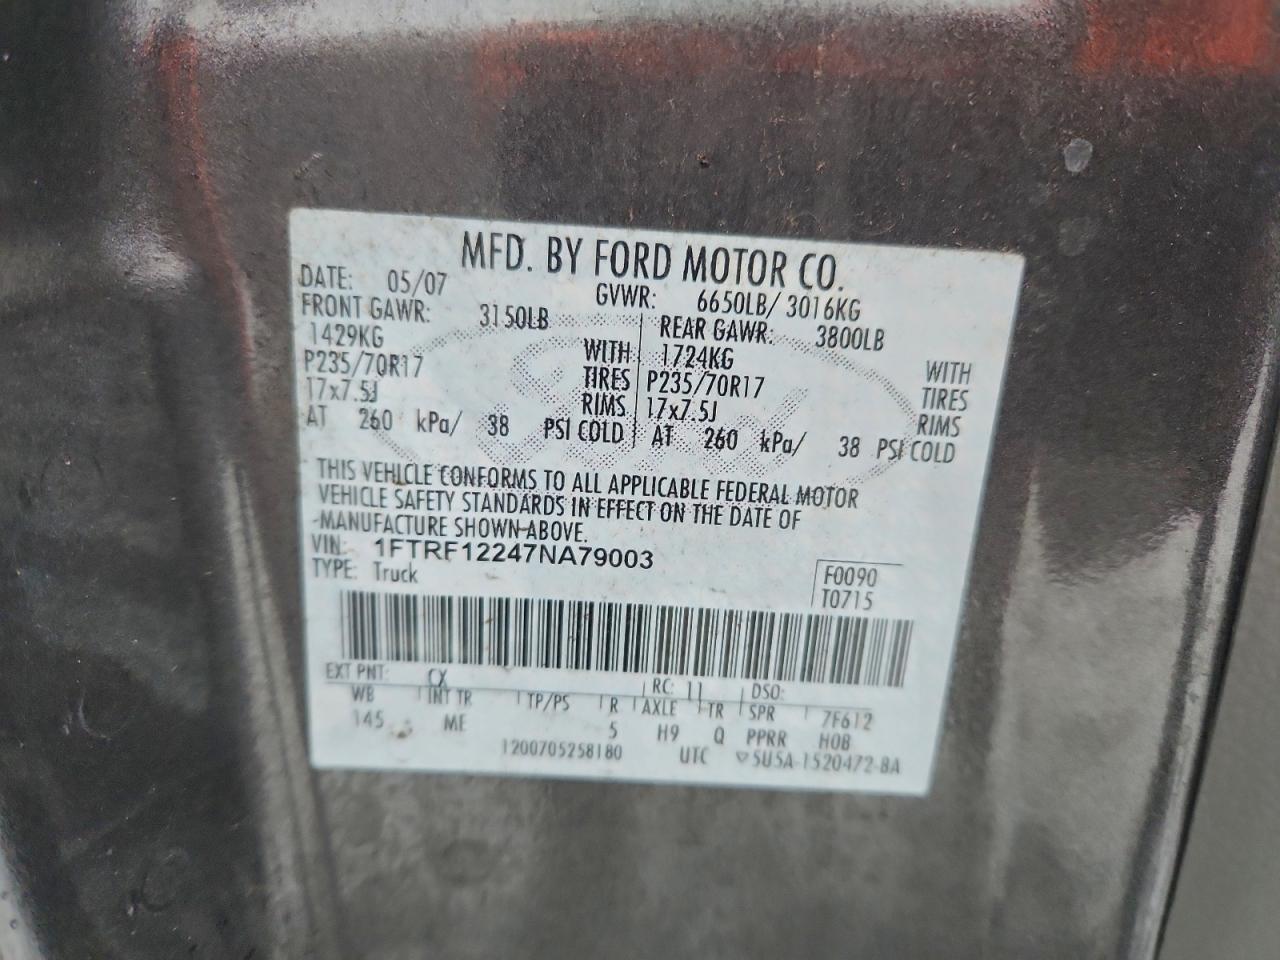 MFD. BY FORD MOTOR CO.
DATE: 05/07 GVWR: 6650LB/ 3016KG
FRONT GAWR: 3150LB REAR GAWR: 3800LB
1429KG WITH 1724KG WITH
P235/70R17 TIRES P235/70R17 TIRES
17x7.5J RIMS 17x7.5J RIMS
AT 260 kPa/ 38 PSI COLD AT 260 kPa/ 38 PSI COLD
THIS VEHICLE CONFORMS TO ALL APPLICABLE FEDERAL MOTOR
VEHICLE SAFETY STANDARDS IN EFFECT ON THE DATE OF
MANUFACTURE SHOWN ABOVE.
VIN: 1FTRF12247NA79003
TYPE: Truck
F0090
T0715
EXT PNT: CX RC: 11 DSO:
WB INT TR TP/PS R AXLE TR SPR 7F612
145 ME 5 H9 Q PPRR H0B
1200705258180 UTC ▽5U5A-1520472-BA